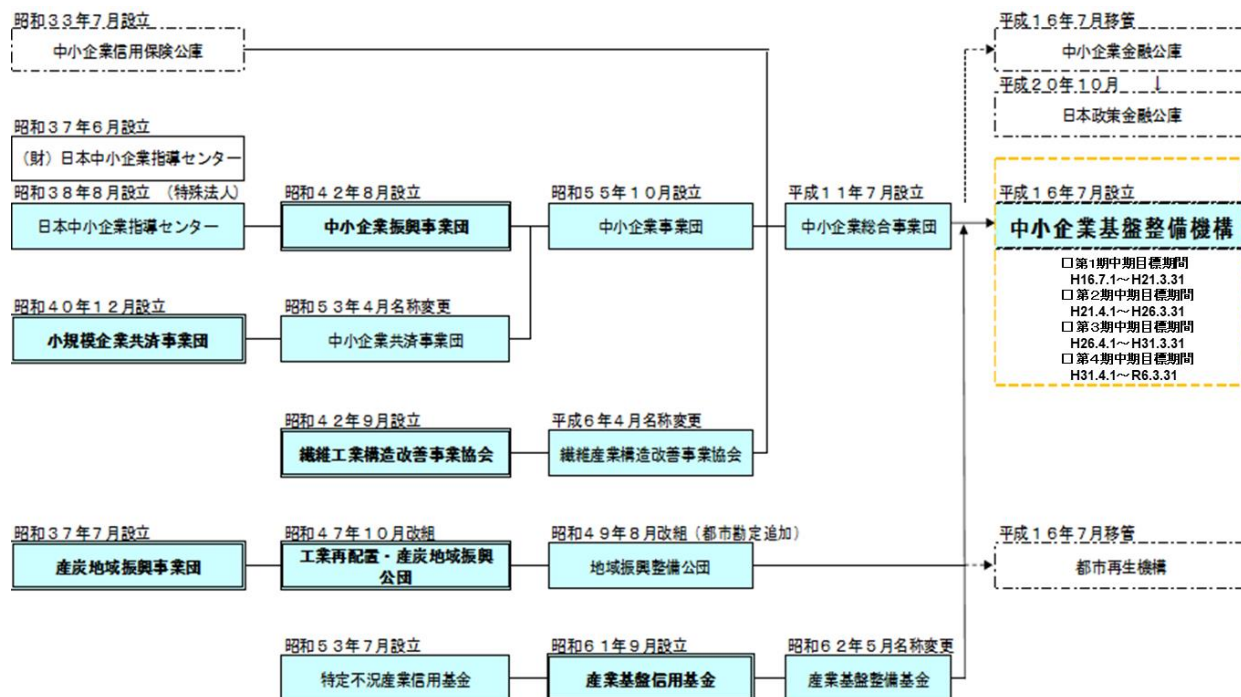 昭和３３年７月設立
中小企業信用保険公庫
平成１６年７月移管
中小企業金融公庫
平成２０年１０月　↓
日本政策金融公庫
昭和３７年６月設立
（財）日本中小企業指導センター
昭和３８年８月設立　（特殊法人）
日本中小企業指導センター
昭和４２年８月設立
中小企業振興事業団
昭和５５年１０月設立
中小企業事業団
平成１１年７月設立
中小企業総合事業団
平成１６年７月設立
中小企業基盤整備機構
□第1期中期目標期間
H16.7.1～H21.3.31
□第2期中期目標期間
H21.4.1～H26.3.31
□第3期中期目標期間
H26.4.1～H31.3.31
□第4期中期目標期間
H31.4.1～R6.3.31
昭和４０年１２月設立
小規模企業共済事業団
昭和５３年４月名称変更
中小企業共済事業団
昭和４２年９月設立
繊維工業構造改善事業協会
平成６年４月名称変更
繊維産業構造改善事業協会
昭和３７年７月設立
産炭地域振興事業団
昭和４７年１０月改組
工業再配置・産炭地域振興
公団
昭和４９年８月改組（都市勘定追加）
地域振興整備公団
平成１６年７月移管
都市再生機構
昭和５３年７月設立
特定不況産業信用基金
昭和６１年９月設立
産業基盤信用基金
昭和６２年５月名称変更
産業基盤整備基金